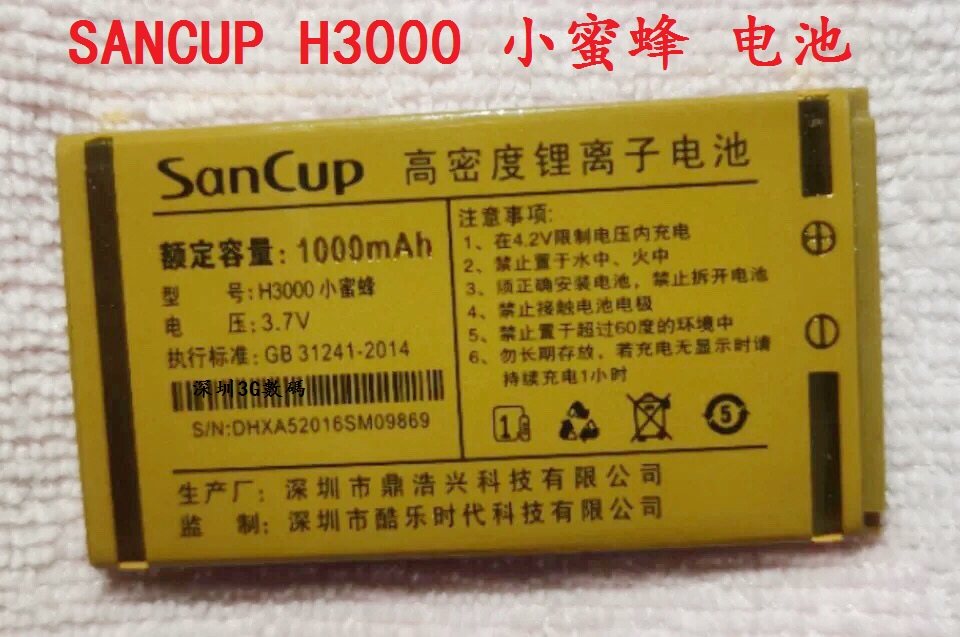 SANCUP H3000 小蜜蜂 电池
SanCup 高密度锂离子电池
额定容量：1000mAh
型 号：H3000 小蜜蜂
电 压：3.7V
执行标准：GB 31241-2014
深圳3G數碼
S/N:DHXA52016SM09869
注意事项：
1、在4.2V限制电压内充电
2、禁止置于水中、火中
3、须正确安装电池，禁止拆开电池
4、禁止接触电池电极
5、禁止置于超过60度的环境中
6、勿长期存放，若充电无显示时请
持续充电1小时
1
5
生产厂：深圳市鼎浩兴科技有限公司
监 制：深圳市酷乐时代科技有限公司